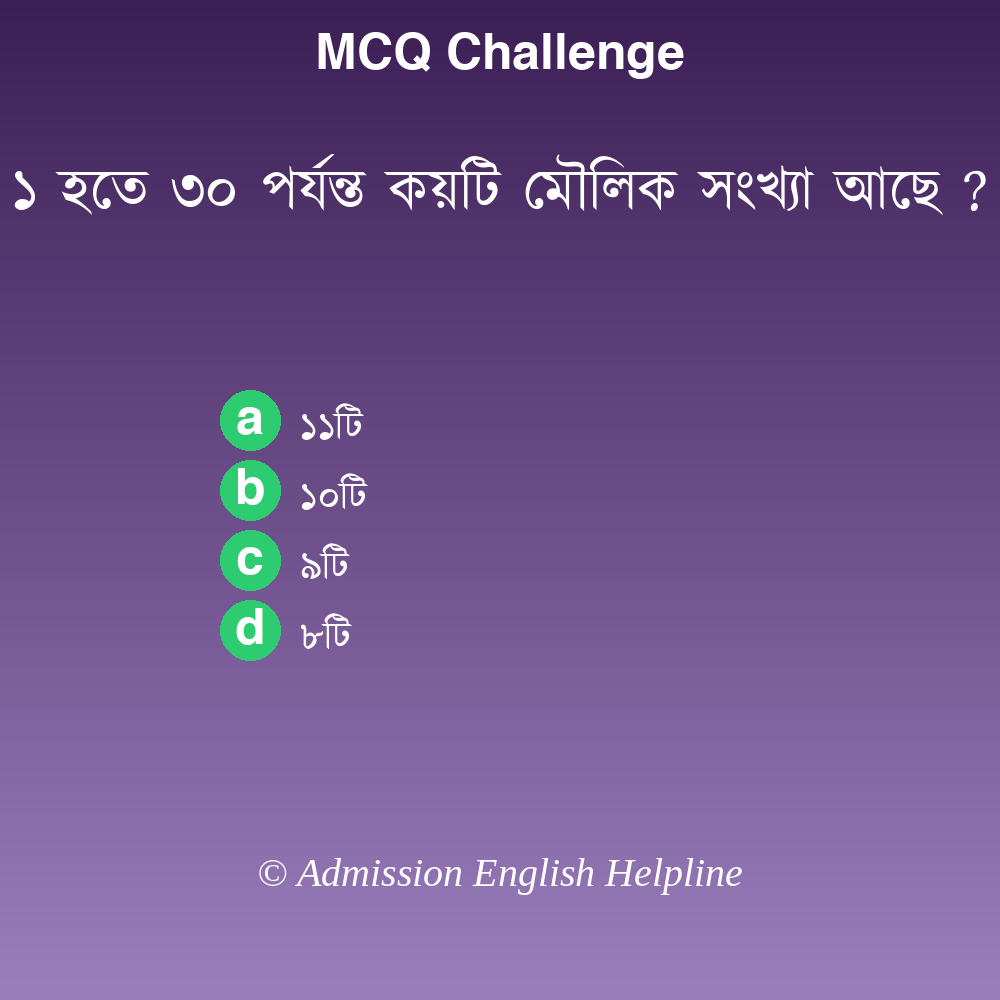 MCQ Challenge
১ হতে ৩০ পর্যন্ত কয়টি মৌলিক সংখ্যা আছে ?
a ১১টি
b ১০টি
c ৯টি
d ৮টি
© Admission English Helpline